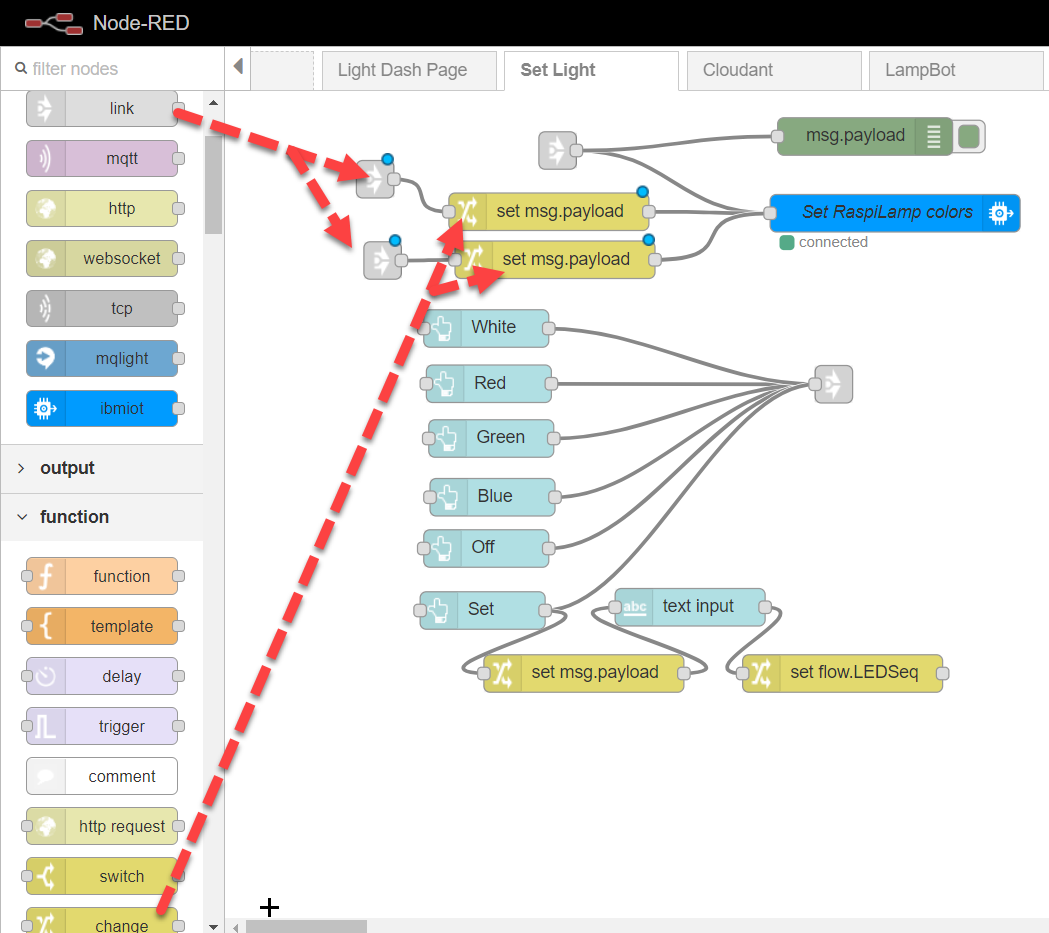 Node-RED
filter nodes
Light Dash Page
Set Light
Cloudant
LampBot
link
mqtt
http
websocket
tcp
mqlight
ibmiot
output
function
function
template
delay
trigger
comment
http request
switch
change
msg.payload
set msg.payload
Set RaspiLamp colors
connected
set msg.payload
White
Red
Green
Blue
Off
Set
abc
text input
set msg.payload
set flow.LEDSeq